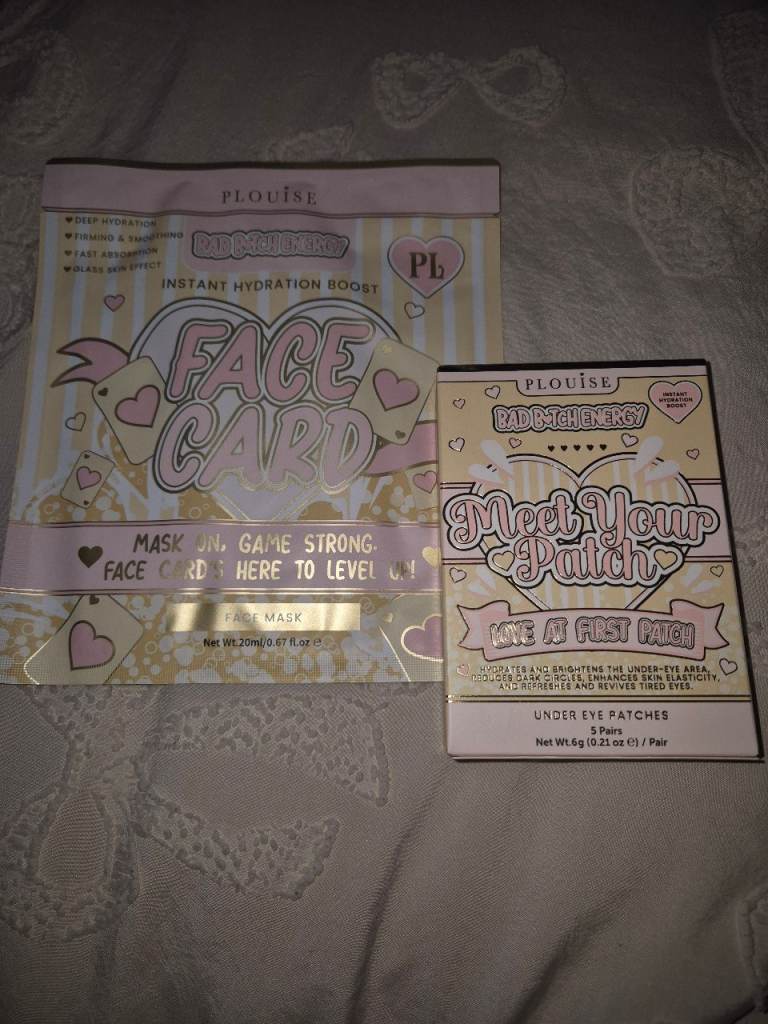 PLOUISE
♥ DEEP HYDRATION
♥ FIRMING & SMOOTHING
♥ FAST ABSORPTION
♥ GLASS SKIN EFFECT
BAD B*TCH ENERGY
PL
INSTANT HYDRATION BOOST
FACE
CARD
MASK ON, GAME STRONG.
FACE CARD'S HERE TO LEVEL UP!
FACE MASK
Net Wt.20ml/0.67 fl.oz ℮
PLOUISE
BAD B*TCH ENERGY
INSTANT
HYDRATION
BOOST
Meet Your
Patch
LOVE AT FIRST PATCH
HYDRATES AND BRIGHTENS THE UNDER-EYE AREA,
REDUCES DARK CIRCLES, ENHANCES SKIN ELASTICITY,
AND REFRESHES AND REVIVES TIRED EYES.
UNDER EYE PATCHES
5 Pairs
Net Wt.6g (0.21 oz ℮) / Pair